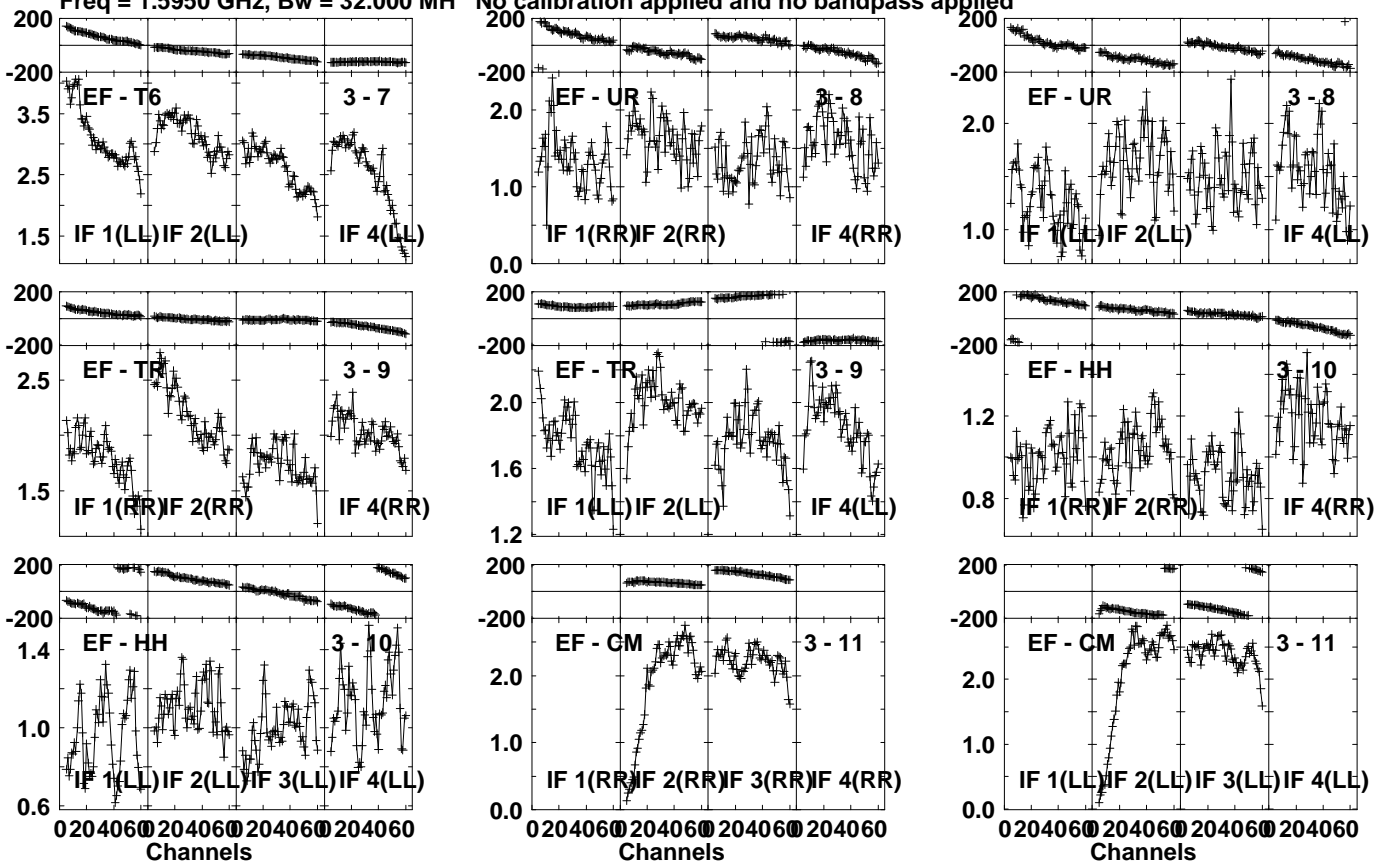 Freq = 1.5950 GHz, Bw = 32.000 MH No calibration applied and no bandpass applied
200
-200
EF - T6
3 - 7
3.5
2.5
1.5
IF 1(LL)
IF 2(LL)
IF 4(LL)
EF - UR
3 - 8
2.0
1.0
0.0
IF 1(RR)
IF 2(RR)
IF 4(RR)
200
-200
EF - UR
3 - 8
2.0
1.0
IF 1(LL)
IF 2(LL)
IF 4(LL)
200
-200
200
-200
EF - TR
3 - 9
2.5
1.5
IF 1(RR)
IF 2(RR)
IF 4(RR)
200
-200
EF - TR
3 - 9
2.0
1.6
1.2
IF 1(LL)
IF 2(LL)
IF 4(LL)
200
-200
EF - HH
3 - 10
1.2
0.8
IF 1(RR)
IF 2(RR)
IF 4(RR)
200
-200
EF - HH
3 - 10
1.4
1.0
0.6
IF 1(LL)
IF 2(LL)
IF 3(LL)
IF 4(LL)
0 20 40 60 0 20 40 60 0 20 40 60 0 20 40 60
Channels
200
-200
EF - CM
3 - 11
2.0
1.0
0.0
IF 1(RR)
IF 2(RR)
IF 3(RR)
IF 4(RR)
0 20 40 60 0 20 40 60 0 20 40 60 0 20 40 60
Channels
200
-200
EF - CM
3 - 11
2.0
1.0
0.0
IF 1(LL)
IF 2(LL)
IF 3(LL)
IF 4(LL)
0 20 40 60 0 20 40 60 0 20 40 60 0 20 40 60
Channels